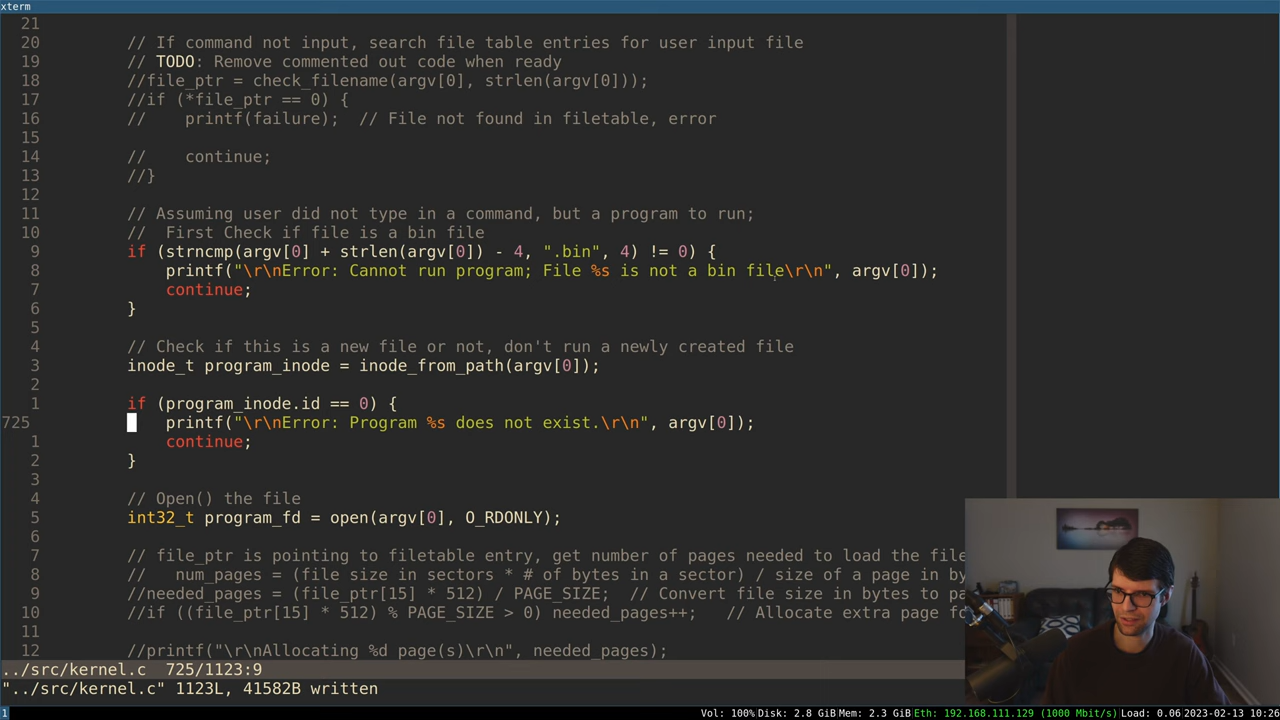 xterm
21
20 // If command not input, search file table entries for user input file
19 // TODO: Remove commented out code when ready
18 //file_ptr = check_filename(argv[0], strlen(argv[0]));
17 //if (*file_ptr == 0) {
16 //    printf(failure);  // File not found in filetable, error
15
14 //    continue;
13 //}
12
11 // Assuming user did not type in a command, but a program to run;
10 //  First Check if file is a bin file
9 if (strncmp(argv[0] + strlen(argv[0]) - 4, ".bin", 4) != 0) {
8     printf("\r\nError: Cannot run program; File %s is not a bin file\r\n", argv[0]);
7     continue;
6 }
5
4 // Check if this is a new file or not, don't run a newly created file
3 inode_t program_inode = inode_from_path(argv[0]);
2
1 if (program_inode.id == 0) {
725     printf("\r\nError: Program %s does not exist.\r\n", argv[0]);
1     continue;
2 }
3
4 // Open() the file
5 int32_t program_fd = open(argv[0], O_RDONLY);
6
7 // file_ptr is pointing to filetable entry, get number of pages needed to load the file
8 //   num_pages = (file size in sectors * # of bytes in a sector) / size of a page in by
9 //needed_pages = (file_ptr[15] * 512) / PAGE_SIZE;  // Convert file size in bytes to pa
10 //if ((file_ptr[15] * 512) % PAGE_SIZE > 0) needed_pages++;   // Allocate extra page fo
11
12 //printf("\r\nAllocating %d page(s)\r\n", needed_pages);
../src/kernel.c  725/1123:9
"../src/kernel.c" 1123L, 41582B written
1 Vol: 100% Disk: 2.8 GiB Mem: 2.3 GiB Eth: 192.168.111.129 (1000 Mbit/s) Load: 0.06 2023-02-13 10:26